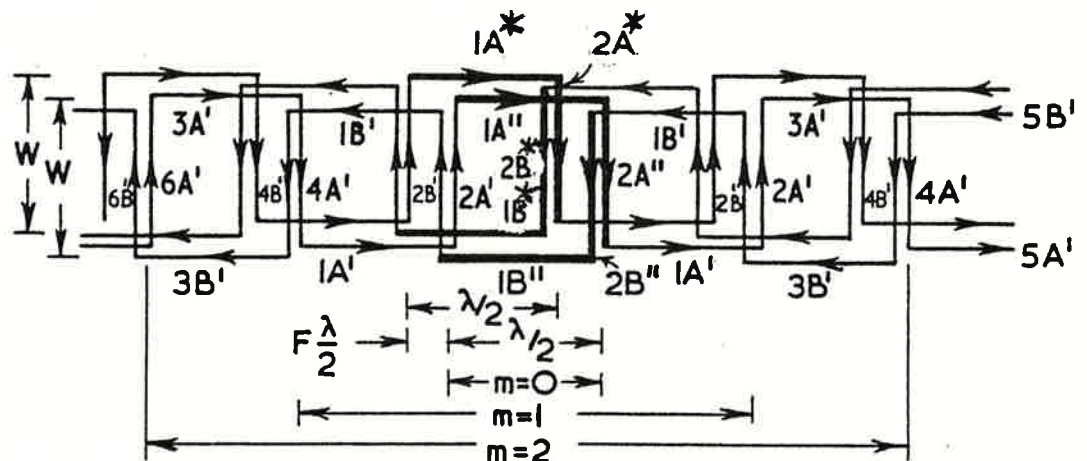 1A* 2A*
3A' 1B' 1A" 1B' 3A' 5B'
W W 6B' 6A' 4B' 4A' 2B' 2A' 2B* 1B* 2A" 2B' 2A' 4B' 4A'
3B' 1A' 1B" 2B" 1A' 3B' 5A'
λ/2
F λ/2 λ/2
m=0
m=1
m=2